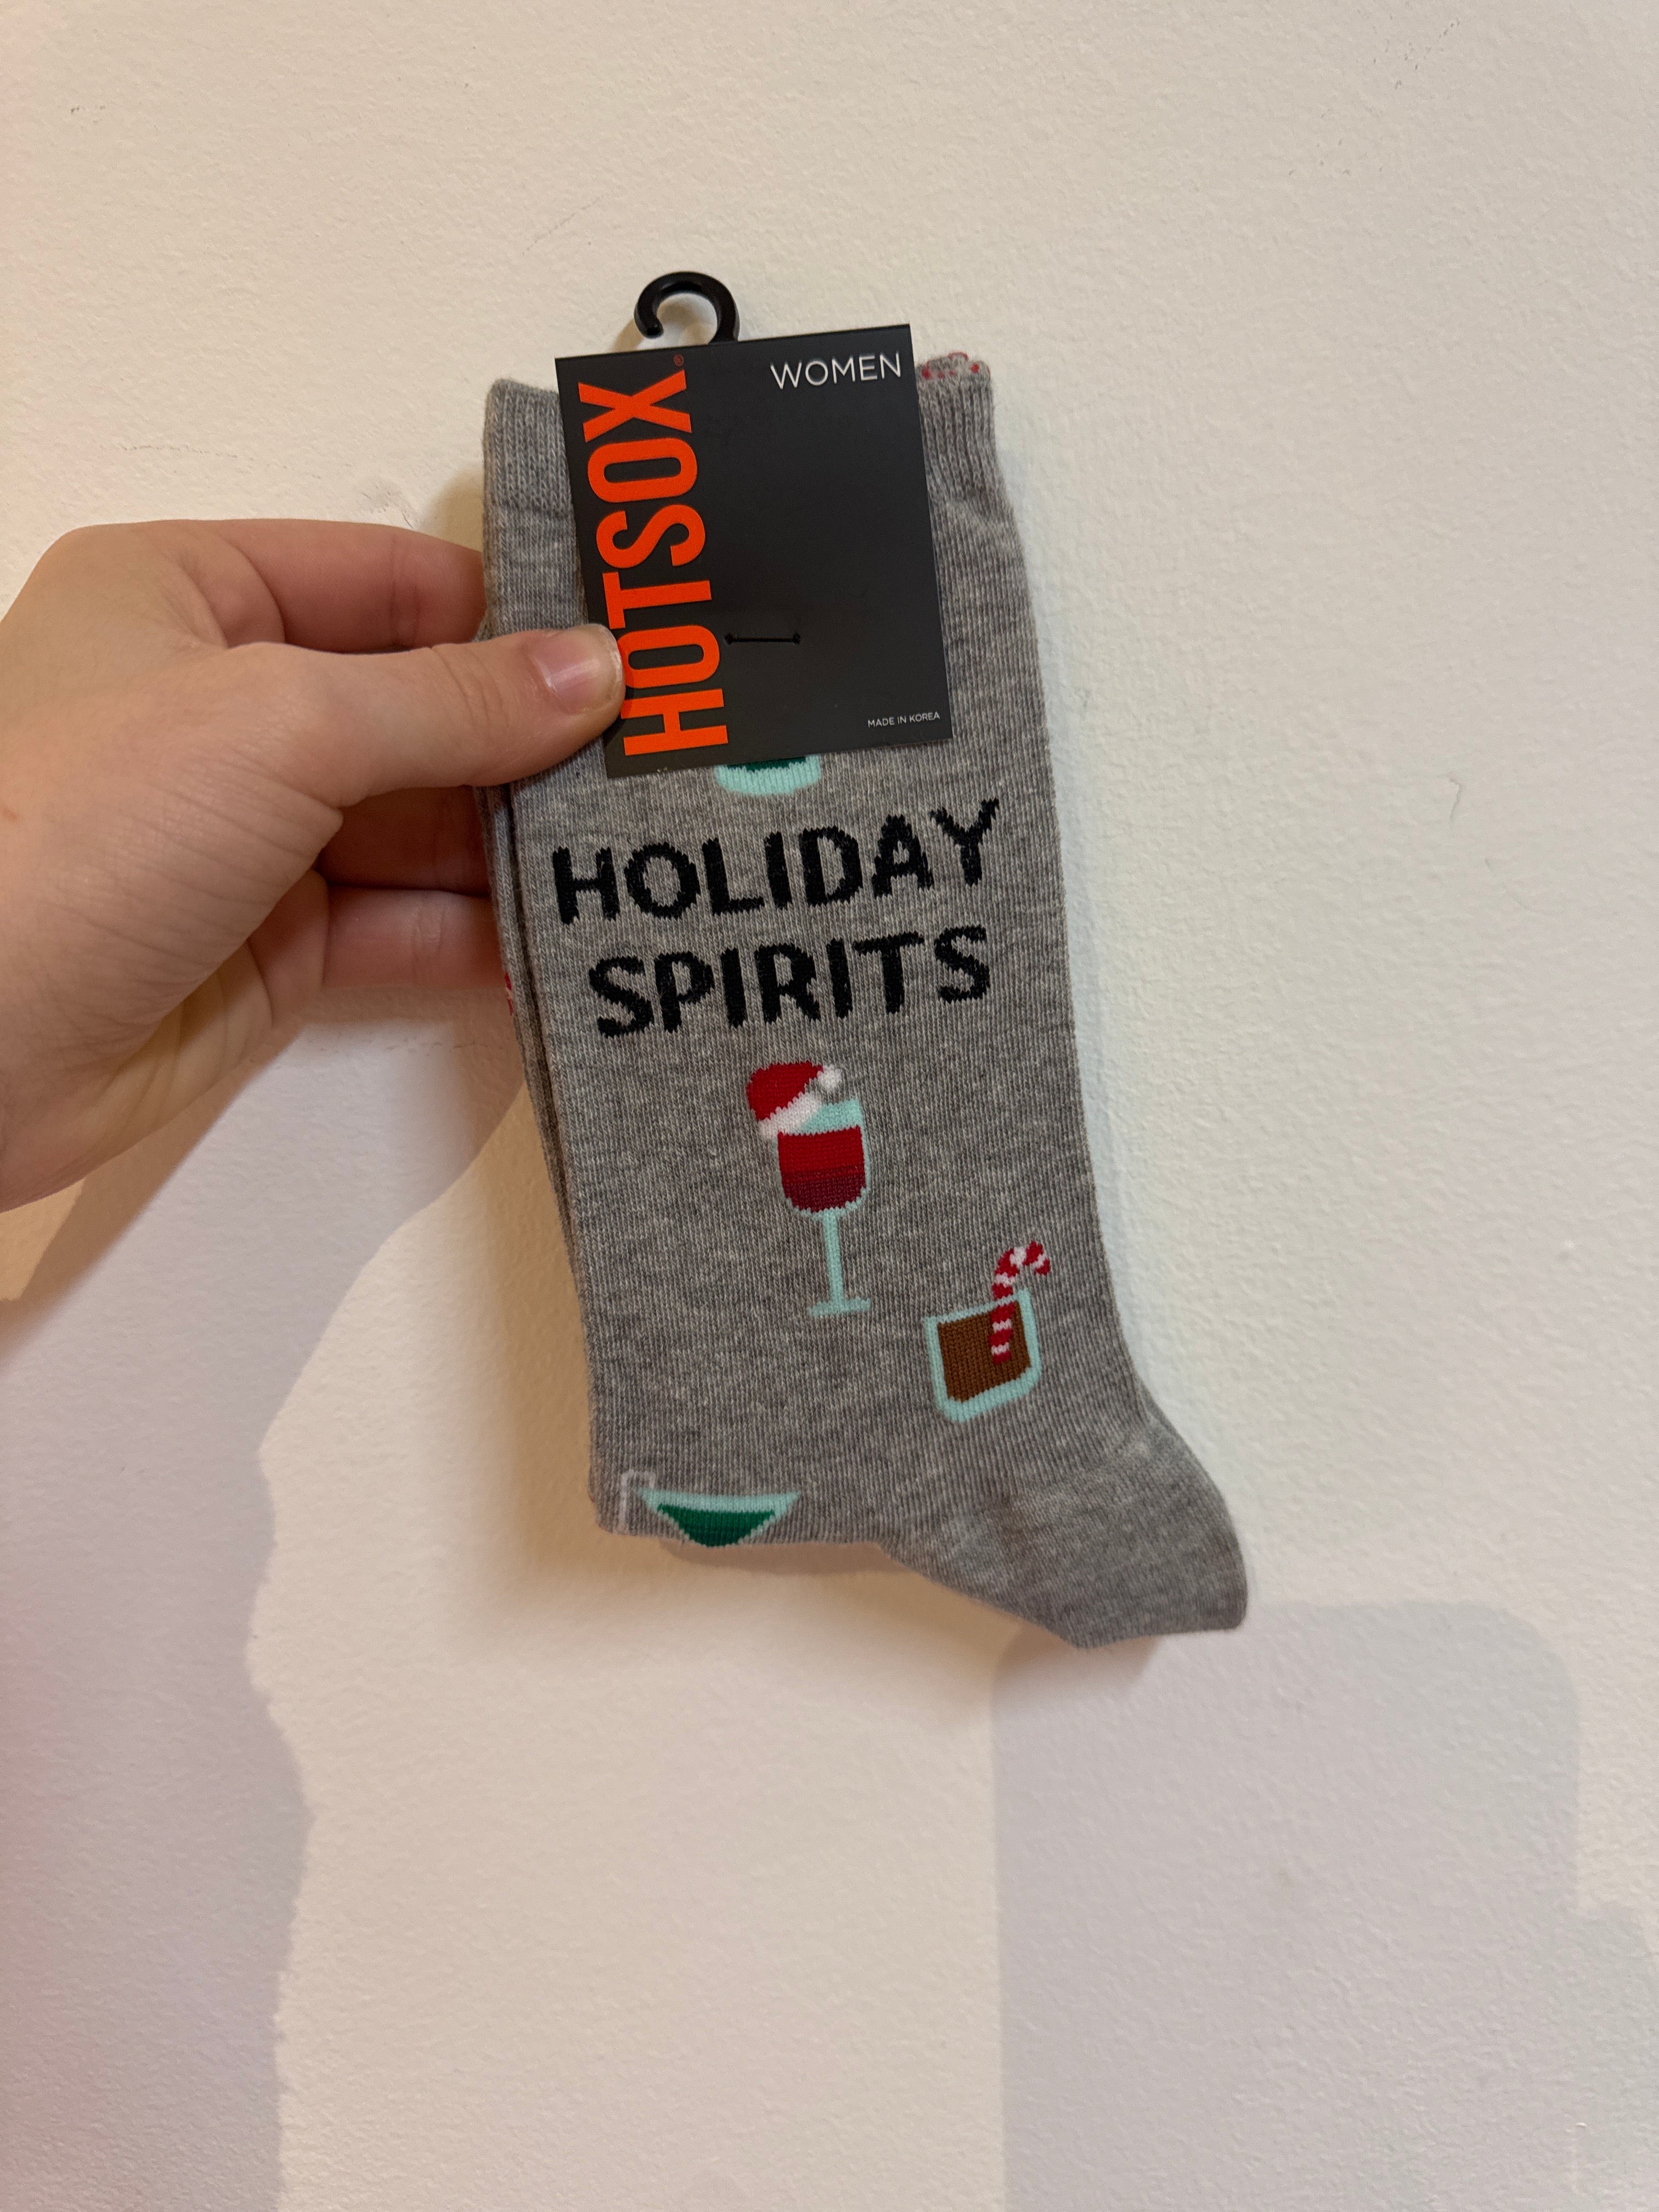 HOTSOX®
WOMEN
MADE IN KOREA
HOLIDAY
SPIRITS